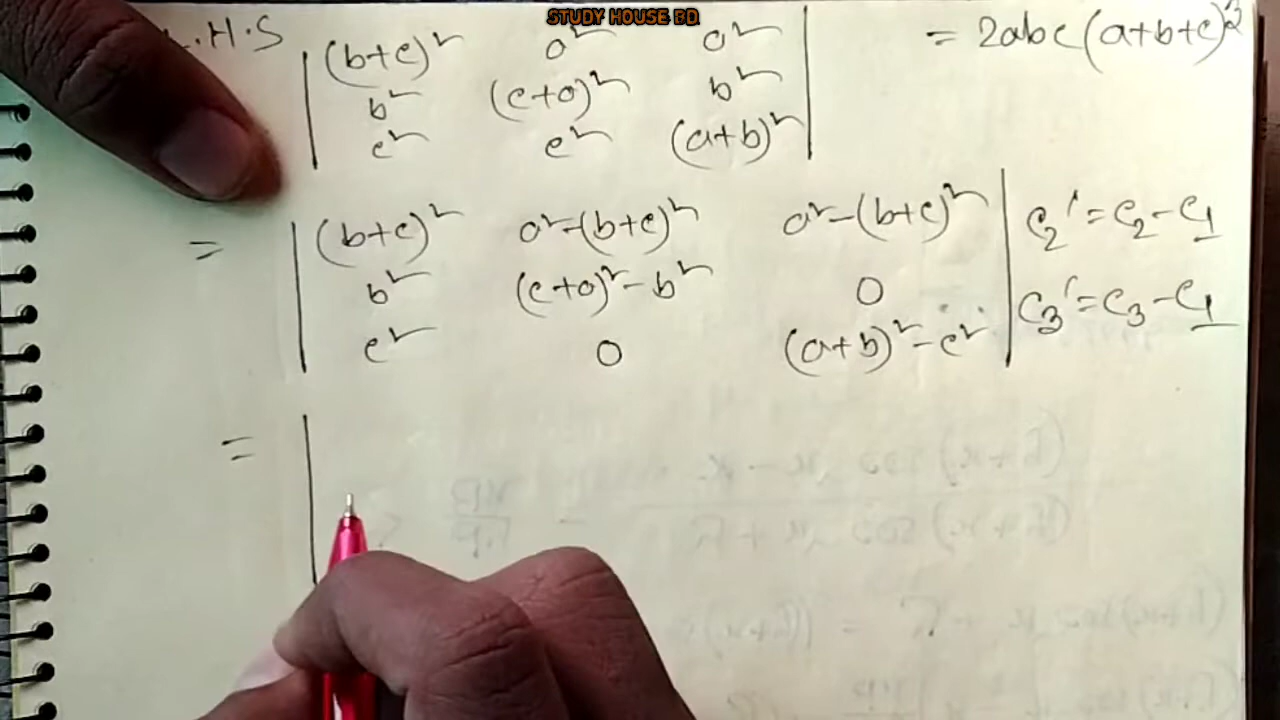 STUDY HOUSE BD
L.H.S | (b+c)² a² a² | = 2abc(a+b+c)³
b² (c+a)² b²
c² c² (a+b)²
= | (b+c)² a²-(b+c)² a²-(b+c)² | c₂′ = c₂ - c₁
b² (c+a)² - b² 0 c₃′ = c₃ - c₁
c² 0 (a+b)² - c²
= |